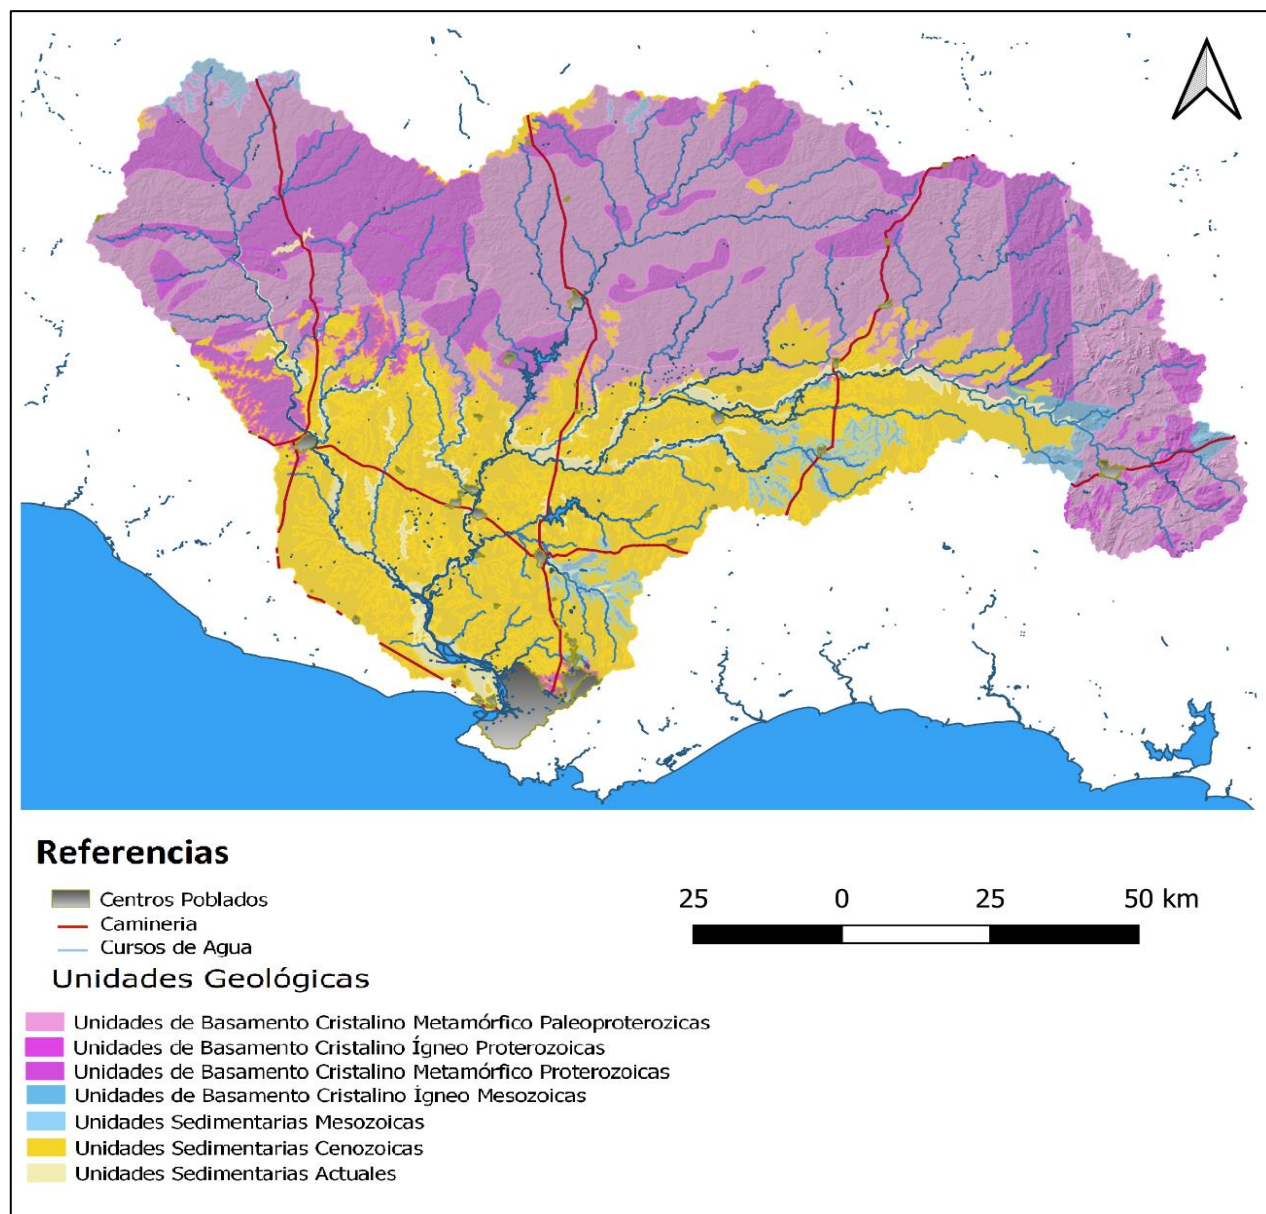 Referencias
Centros Poblados
Camineria
Cursos de Agua
25 0 25 50 km
Unidades Geológicas
Unidades de Basamento Cristalino Metamórfico Paleoproterozicas
Unidades de Basamento Cristalino Ígneo Proterozoicas
Unidades de Basamento Cristalino Metamórfico Proterozoicas
Unidades de Basamento Cristalino Ígneo Mesozoicas
Unidades Sedimentarias Mesozoicas
Unidades Sedimentarias Cenozoicas
Unidades Sedimentarias Actuales